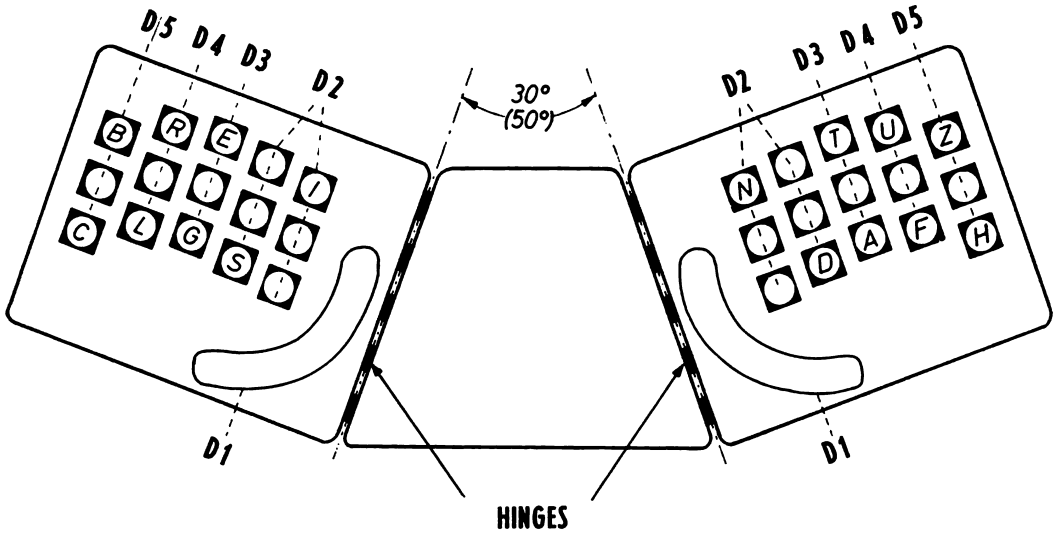 D5 D4 D3 D2
D2 D3 D4 D5
30°
(50°)
B R E I
C L G S
N T U Z
D A F H
D1
D1
HINGES